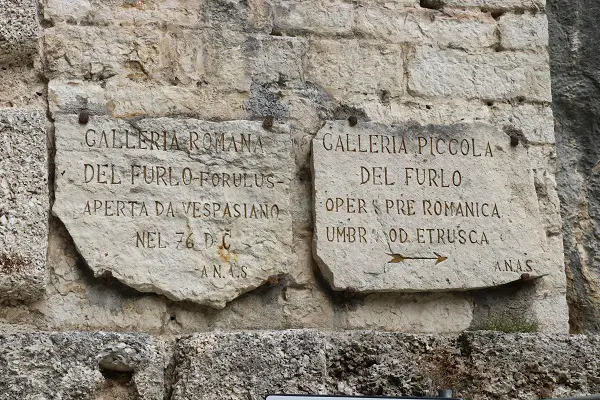 GALLERIA ROMANA
DEL FURLO-FORULUS-
APERTA DA VESPASIANO
NEL 76 D C
A.N.A.S
GALLERIA PICCOLA
DEL FURLO
OPERA PRE ROMANICA
UMBRA OD ETRUSCA
A.N.A.S.